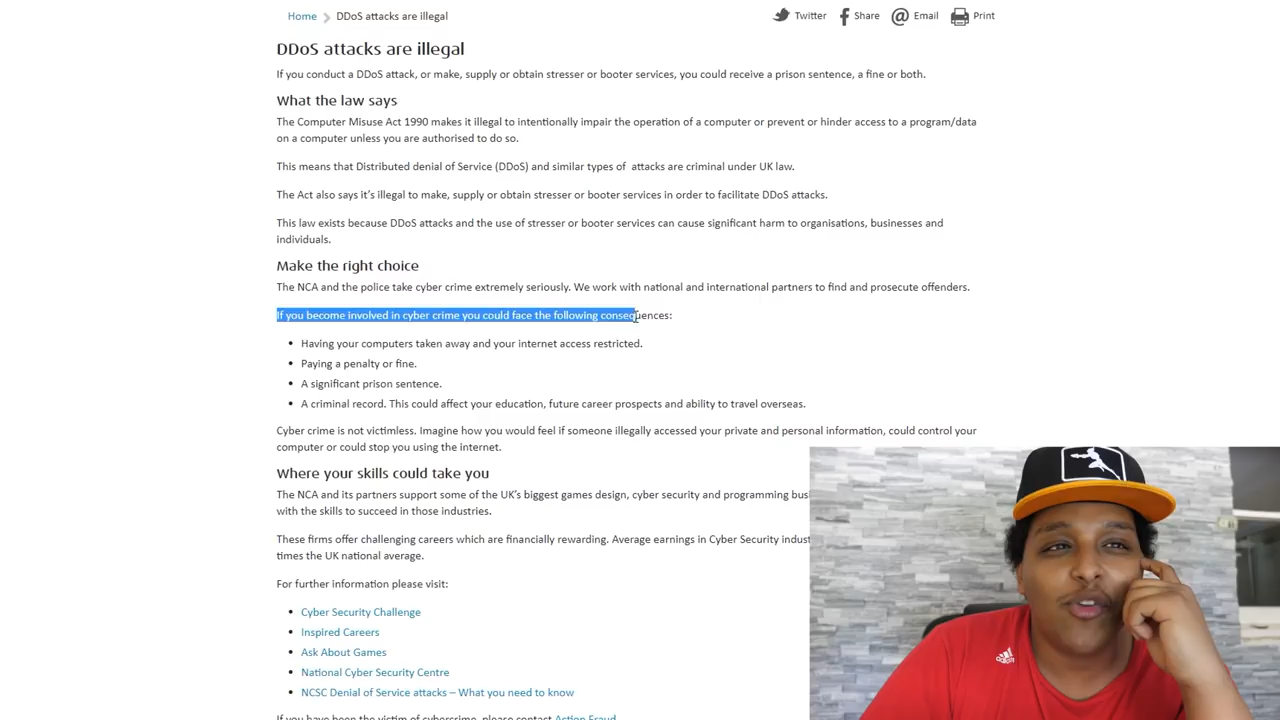 Home DDoS attacks are illegal Twitter Share Email Print
DDoS attacks are illegal
If you conduct a DDoS attack, or make, supply or obtain stresser or booter services, you could receive a prison sentence, a fine or both.
What the law says
The Computer Misuse Act 1990 makes it illegal to intentionally impair the operation of a computer or prevent or hinder access to a program/data
on a computer unless you are authorised to do so.
This means that Distributed denial of Service (DDoS) and similar types of attacks are criminal under UK law.
The Act also says it’s illegal to make, supply or obtain stresser or booter services in order to facilitate DDoS attacks.
This law exists because DDoS attacks and the use of stresser or booter services can cause significant harm to organisations, businesses and
individuals.
Make the right choice
The NCA and the police take cyber crime extremely seriously. We work with national and international partners to find and prosecute offenders.
If you become involved in cyber crime you could face the following consequences:
• Having your computers taken away and your internet access restricted.
• Paying a penalty or fine.
• A significant prison sentence.
• A criminal record. This could affect your education, future career prospects and ability to travel overseas.
Cyber crime is not victimless. Imagine how you would feel if someone illegally accessed your private and personal information, could control your
computer or could stop you using the internet.
Where your skills could take you
The NCA and its partners support some of the UK’s biggest games design, cyber security and programming
with the skills to succeed in those industries.
These firms offer challenging careers which are financially rewarding. Average earnings in Cyber Security
times the UK national average.
For further information please visit:
• Cyber Security Challenge
• Inspired Careers
• Ask About Games
• National Cyber Security Centre
• NCSC Denial of Service attacks – What you need to know
If you have been the victim of cybercrime, please contact Action Fraud
adidas